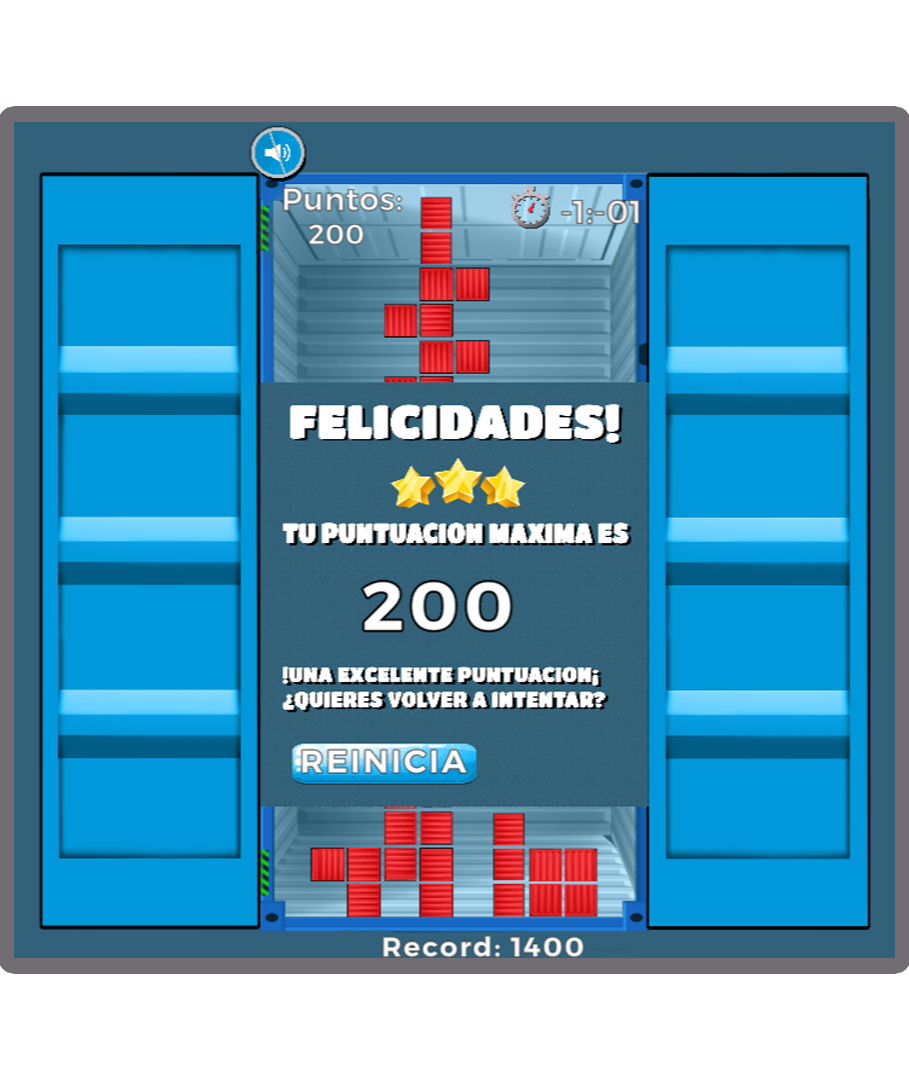 Puntos:
200
-1:-01
FELICIDADES!
TU PUNTUACION MAXIMA ES
200
!UNA EXCELENTE PUNTUACION¡
¿QUIERES VOLVER A INTENTAR?
REINICIA
Record: 1400